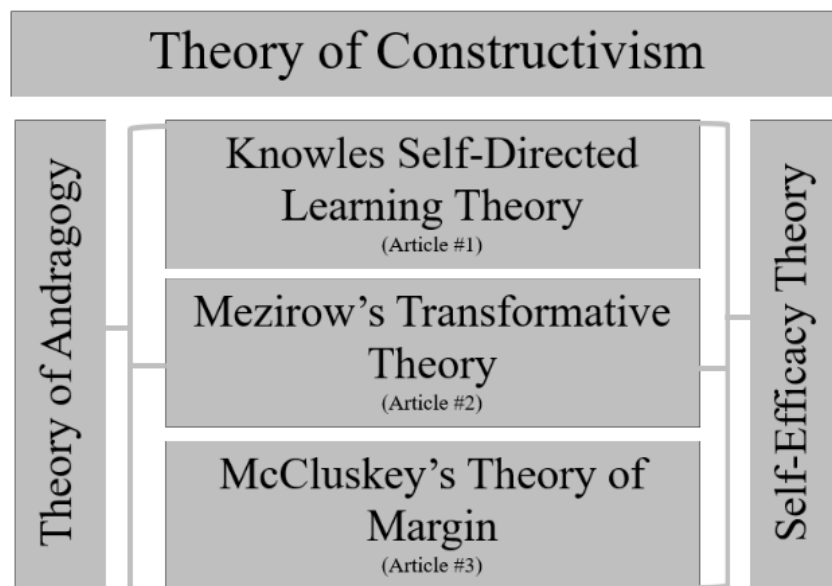 Theory of Constructivism
Theory of Andragogy
Knowles Self-Directed
Learning Theory
(Article #1)
Mezirow’s Transformative
Theory
(Article #2)
McCluskey’s Theory of
Margin
(Article #3)
Self-Efficacy Theory